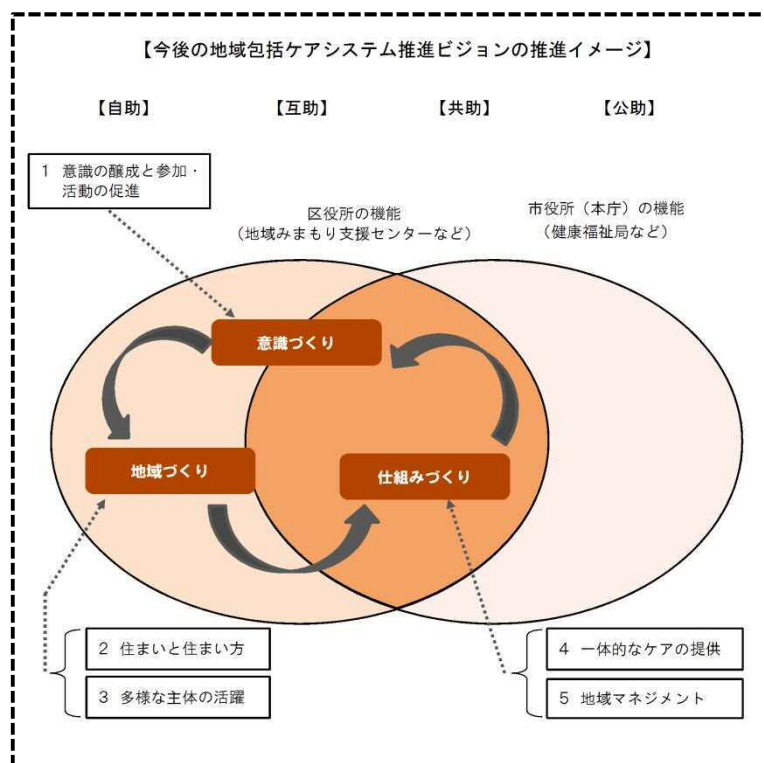 【今後の地域包括ケアシステム推進ビジョンの推進イメージ】
【自助】
【互助】
【共助】
【公助】
1 意識の醸成と参加・
活動の促進
区役所の機能
(地域みまもり支援センターなど)
市役所(本庁)の機能
(健康福祉局など)
意識づくり
地域づくり
仕組みづくり
2 住まいと住まい方
3 多様な主体の活躍
4 一体的なケアの提供
5 地域マネジメント